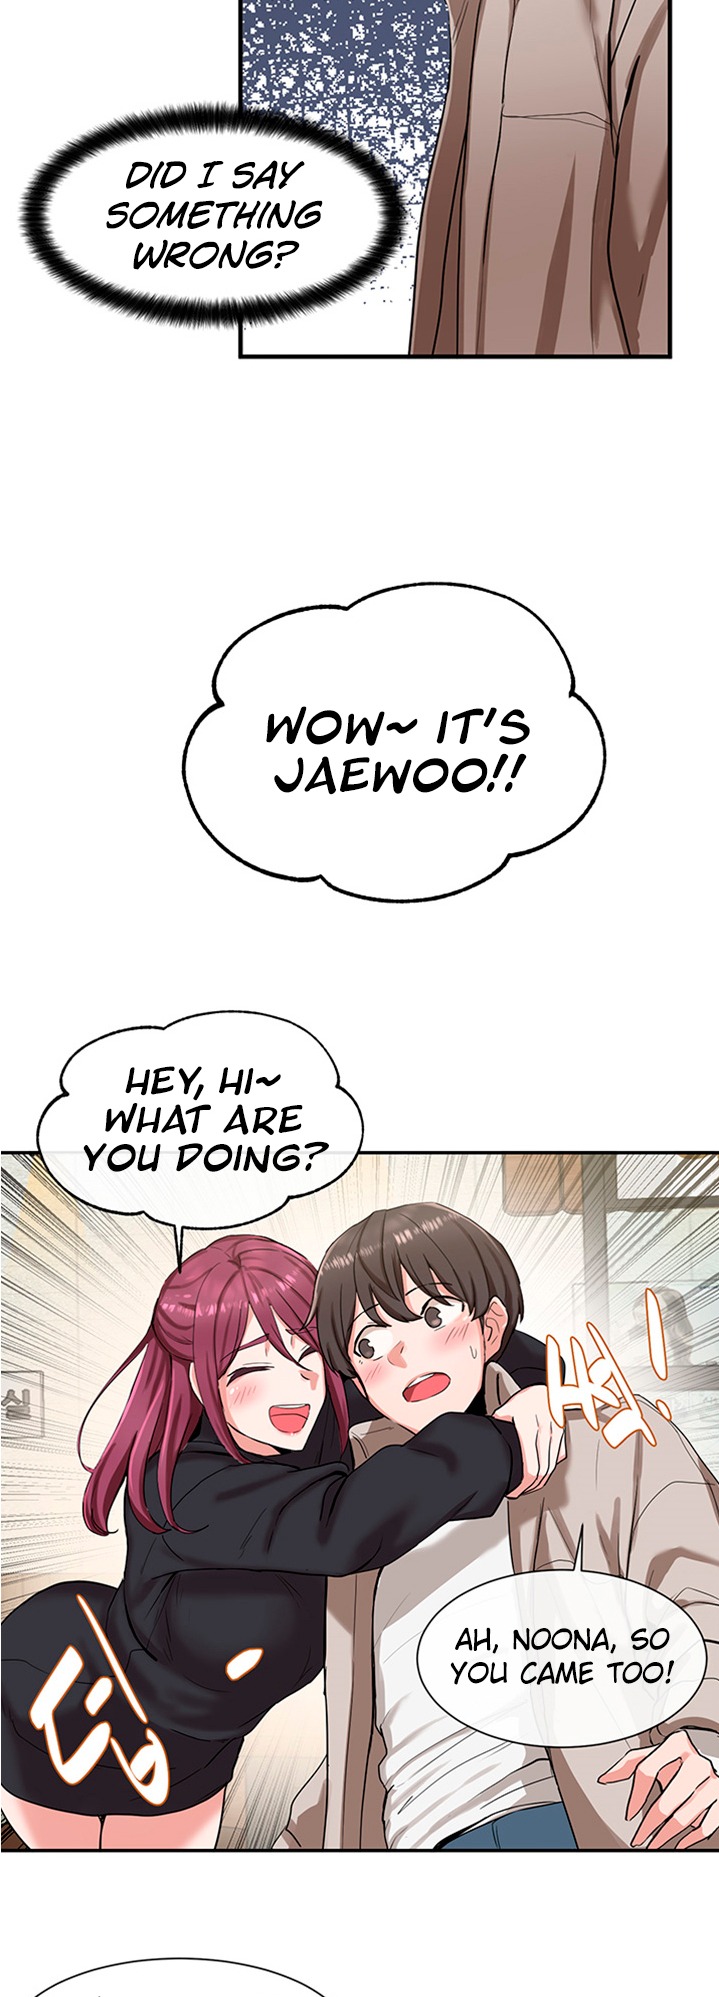 DID I SAY
SOMETHING
WRONG?
WOW~ IT'S
JAEWOO!!
HEY, HI~
WHAT ARE
YOU DOING?
AH, NOONA, SO
YOU CAME TOO!